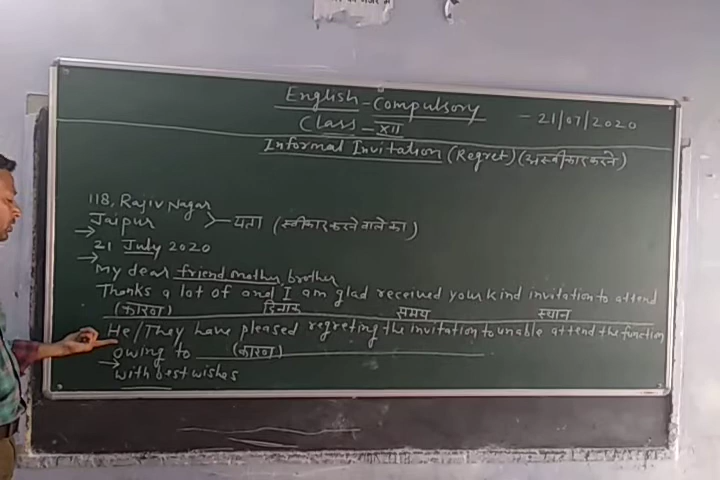 English - Compulsory - 21/07/2020
Class - XII
Informal Invitation (Regret) (अस्वीकार करने)
118, Rajiv Nagar
Jaipur पता (स्वीकार करने वाले का)
21 July 2020
My dear friend mother, brother
Thanks a lot of and I am glad received your kind invitation to attend
(कारण) दिनांक समय स्थान
He/They have pleased regreting the invitation to unable attend the function
owing to (कारण)
with best wishes